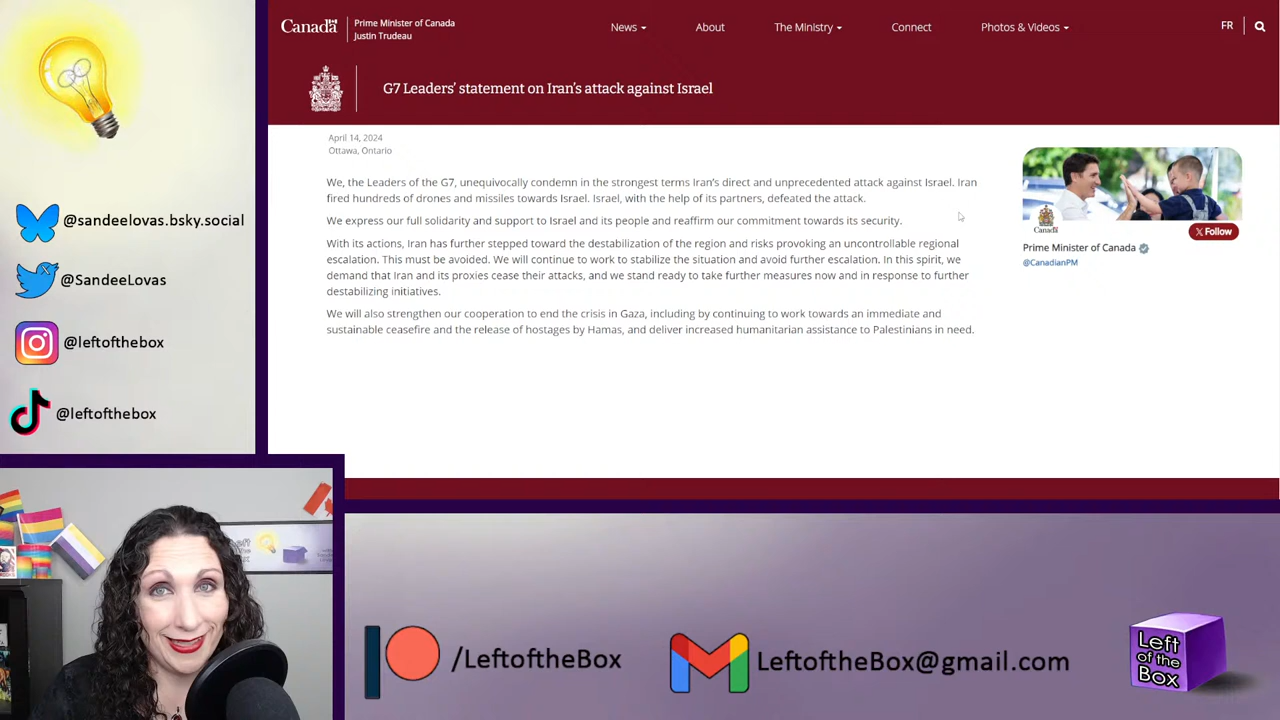 Canada
Prime Minister of Canada
Justin Trudeau
News
About
The Ministry
Connect
Photos & Videos
FR
G7 Leaders' statement on Iran's attack against Israel
April 14, 2024
Ottawa, Ontario
We, the Leaders of the G7, unequivocally condemn in the strongest terms Iran's direct and unprecedented attack against Israel. Iran
fired hundreds of drones and missiles towards Israel. Israel, with the help of its partners, defeated the attack.
We express our full solidarity and support to Israel and its people and reaffirm our commitment towards its security.
With its actions, Iran has further stepped toward the destabilization of the region and risks provoking an uncontrollable regional
escalation. This must be avoided. We will continue to work to stabilize the situation and avoid further escalation. In this spirit, we
demand that Iran and its proxies cease their attacks, and we stand ready to take further measures now and in response to further
destabilizing initiatives.
We will also strengthen our cooperation to end the crisis in Gaza, including by continuing to work towards an immediate and
sustainable ceasefire and the release of hostages by Hamas, and deliver increased humanitarian assistance to Palestinians in need.
Canada
X Follow
Prime Minister of Canada
@CanadianPM
@sandeelovas.bsky.social
@SandeeLovas
@leftofthebox
@leftofthebox
/LeftoftheBox
LeftoftheBox@gmail.com
Left
of the
Box